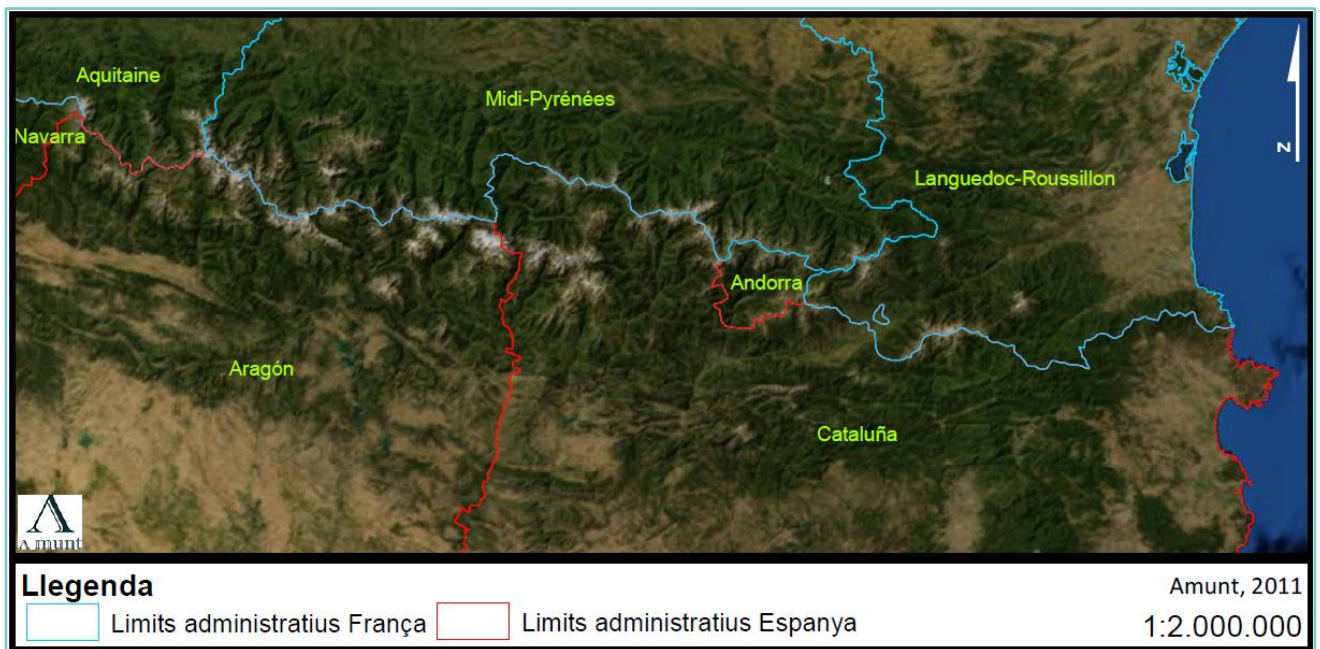 Aquitaine
Midi-Pyrénées
Navarra
N
Languedoc-Roussillon
Andorra
Aragón
Cataluña
A
Amunt
Llegenda
Amunt, 2011
Limits administratius França
Limits administratius Espanya
1:2.000.000